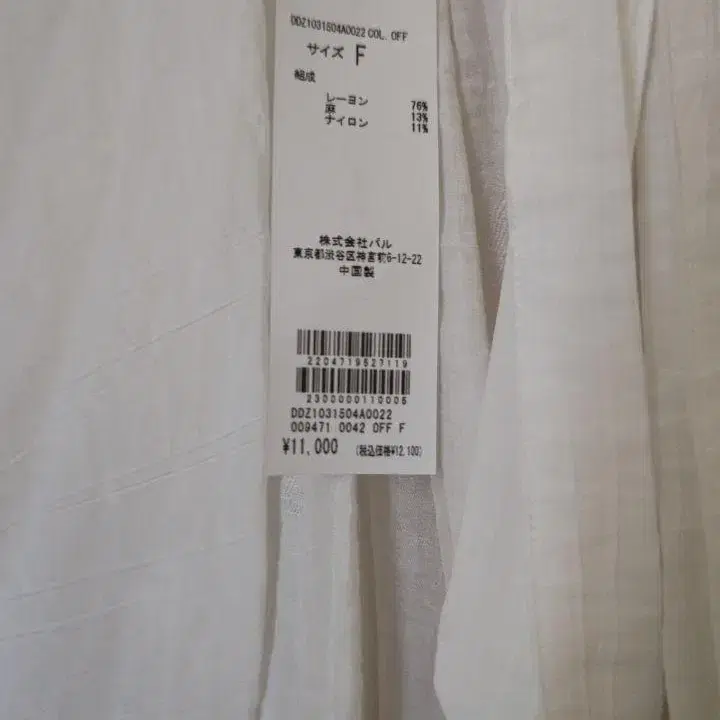 DDZ1031504A0022 COL. OFF
サイズ F
組成
レーヨン 76%
麻 13%
ナイロン 11%
株式会社パル
東京都渋谷区神宮前6-12-22
中国製
2204719527119
2300000110005
DDZ1031504A0022
009471 0042 OFF F
¥11,000 (税込価格¥12,100)